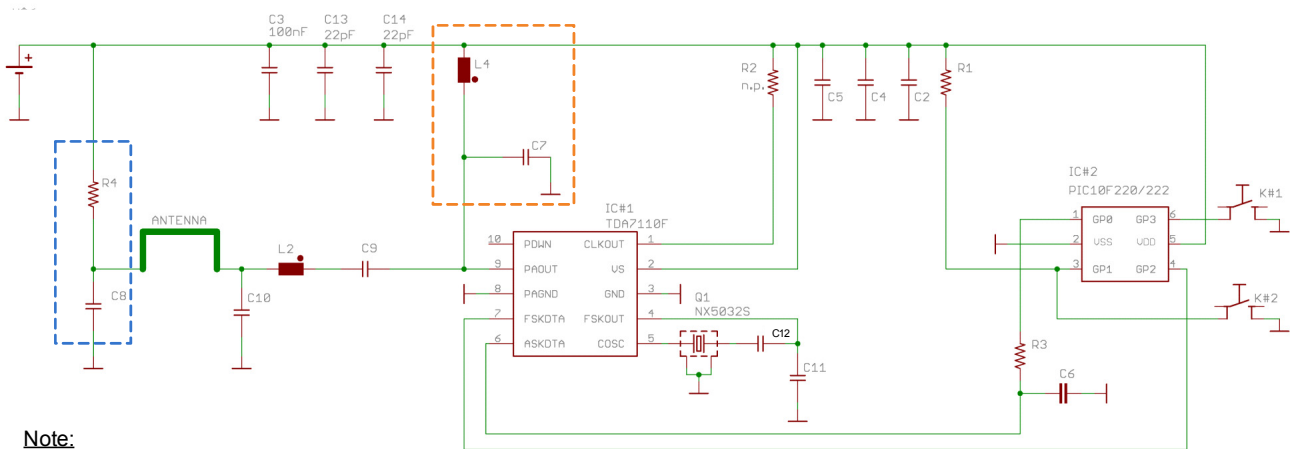 +
C3
100nF
C13
22pF
C14
22pF
L4
R2
n.p.
C5
C4
C2
R1
C7
R4
ANTENNA
L2
C9
C8
C10
IC#1
TDA7110F
10 PDWN CLKOUT 1
9 PAOUT VS 2
8 PAGND GND 3
7 FSKDTA FSKOUT 4
6 ASKDTA COSC 5
Q1
NX5032S
C12
C11
IC#2
PIC10F220/222
1 GP0 GP3 6
2 VSS VDD 5
3 GP1 GP2 4
K#1
K#2
R3
C6
Note: